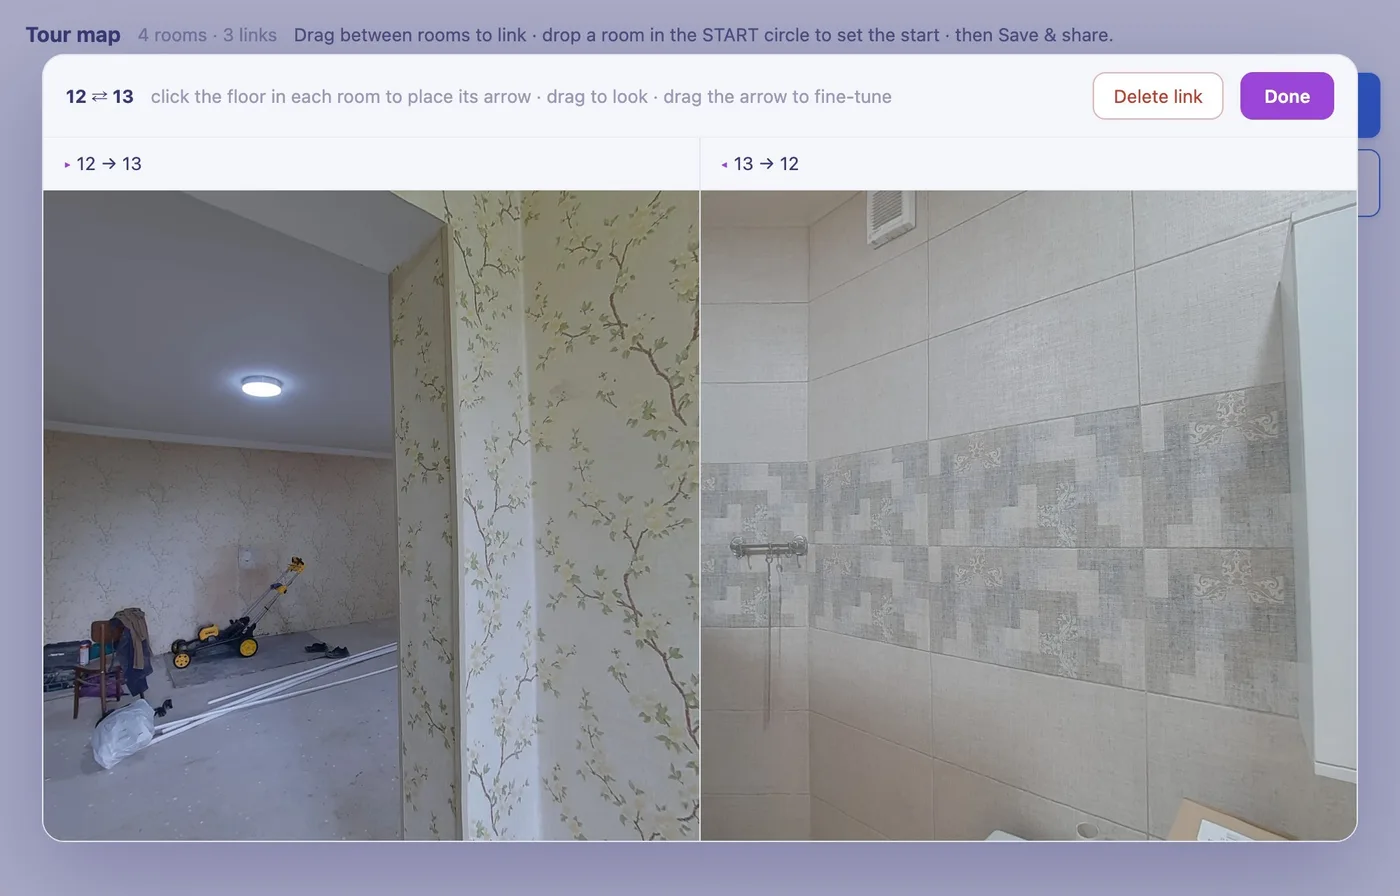 Tour map 4 rooms · 3 links Drag between rooms to link · drop a room in the START circle to set the start · then Save & share.
12 ⇄ 13 click the floor in each room to place its arrow · drag to look · drag the arrow to fine-tune Delete link Done
▸ 12 → 13
◂ 13 → 12